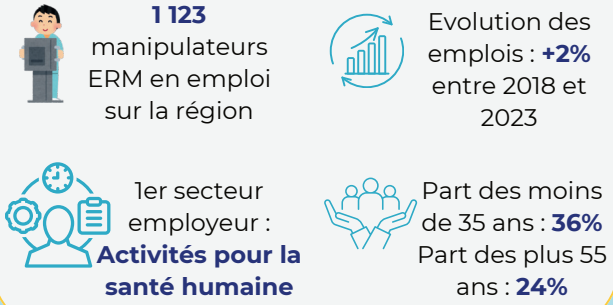 1 123
manipulateurs
ERM en emploi
sur la région
Evolution des
emplois : +2%
entre 2018 et
2023
1er secteur
employeur :
Activités pour la
santé humaine
Part des moins
de 35 ans : 36%
Part des plus 55
ans : 24%